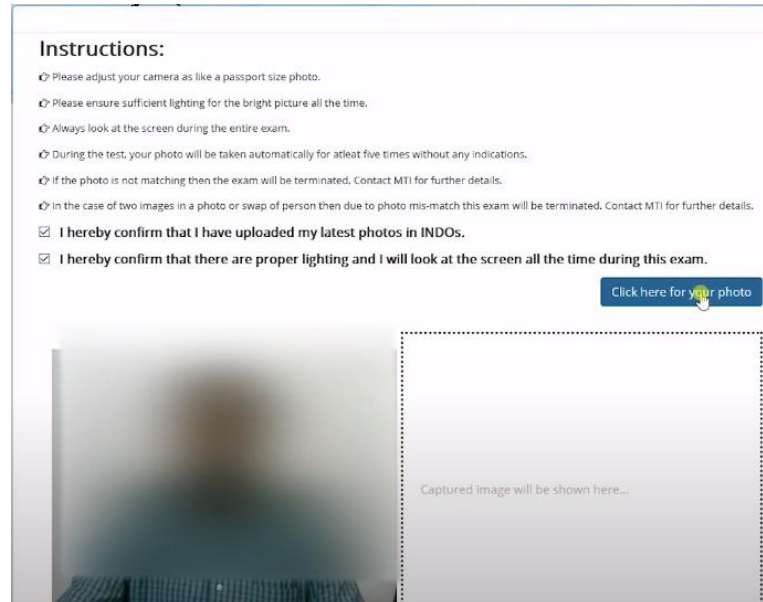 Instructions:
Please adjust your camera as like a passport size photo.
Please ensure sufficient lighting for the bright picture all the time.
Always look at the screen during the entire exam.
During the test, your photo will be taken automatically for atleat five times without any indications.
If the photo is not matching then the exam will be terminated. Contact MTI for further details.
In the case of two images in a photo or swap of person then due to photo mis-match this exam will be terminated. Contact MTI for further details.
I hereby confirm that I have uploaded my latest photos in INDOs.
I hereby confirm that there are proper lighting and I will look at the screen all the time during this exam.
Click here for your photo
Captured image will be shown here...